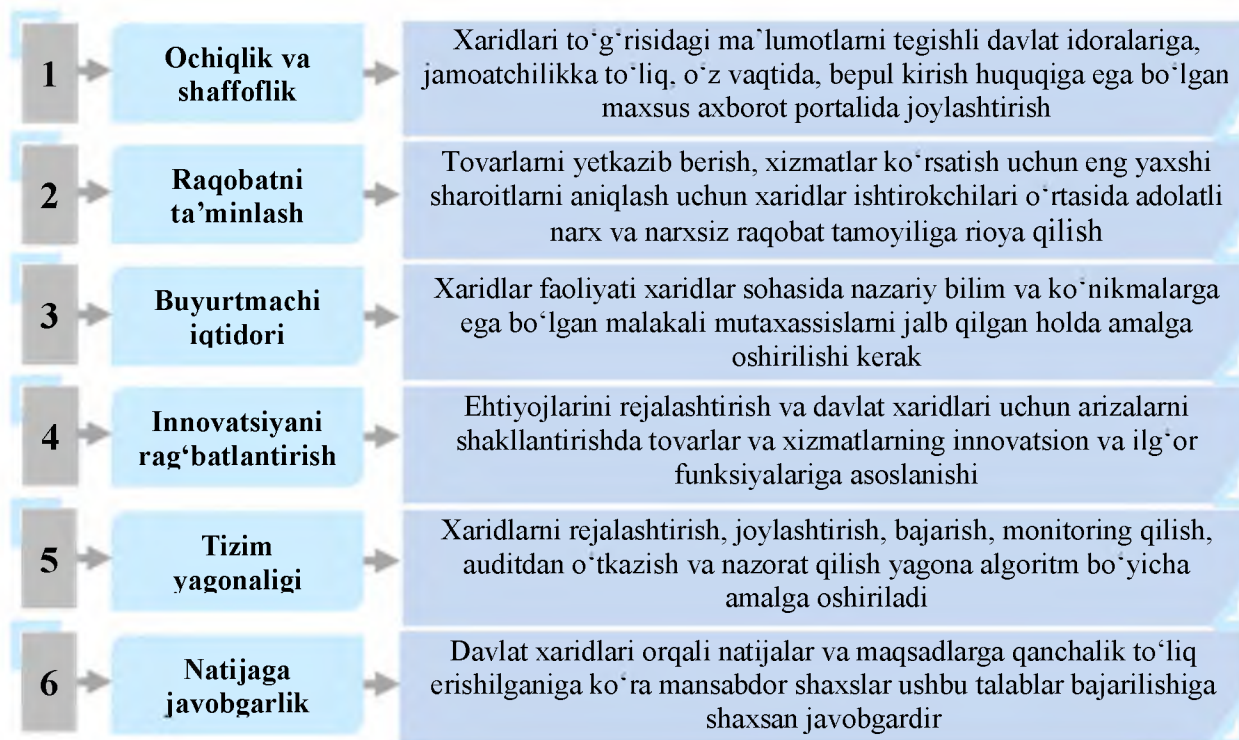 1
Ochiqlik va
shaffoflik
Xaridlari to‘g‘risidagi ma’lumotlarni tegishli davlat idoralariga,
jamoatchilikka to‘liq, o‘z vaqtida, bepul kirish huquqiga ega bo‘lgan
maxsus axborot portalida joylashtirish
2
Raqobatni
ta’minlash
Tovarlarni yetkazib berish, xizmatlar ko‘rsatish uchun eng yaxshi
sharoitlarni aniqlash uchun xaridlar ishtirokchilari o‘rtasida adolatli
narx va narxsiz raqobat tamoyiliga rioya qilish
3
Buyurtmachi
iqtidori
Xaridlar faoliyati xaridlar sohasida nazariy bilim va ko‘nikmalarga
ega bo‘lgan malakali mutaxassislarni jalb qilgan holda amalga
oshirilishi kerak
4
Innovatsiyani
rag‘batlantirish
Ehtiyojlarini rejalashtirish va davlat xaridlari uchun arizalarni
shakllantirishda tovarlar va xizmatlarning innovatsion va ilg‘or
funksiyalariga asoslanishi
5
Tizim
yagonaligi
Xaridlarni rejalashtirish, joylashtirish, bajarish, monitoring qilish,
auditdan o‘tkazish va nazorat qilish yagona algoritm bo‘yicha
amalga oshiriladi
6
Natijaga
javobgarlik
Davlat xaridlari orqali natijalar va maqsadlarga qanchalik to‘liq
erishilganiga ko‘ra mansabdor shaxslar ushbu talablar bajarilishiga
shaxsan javobgardir